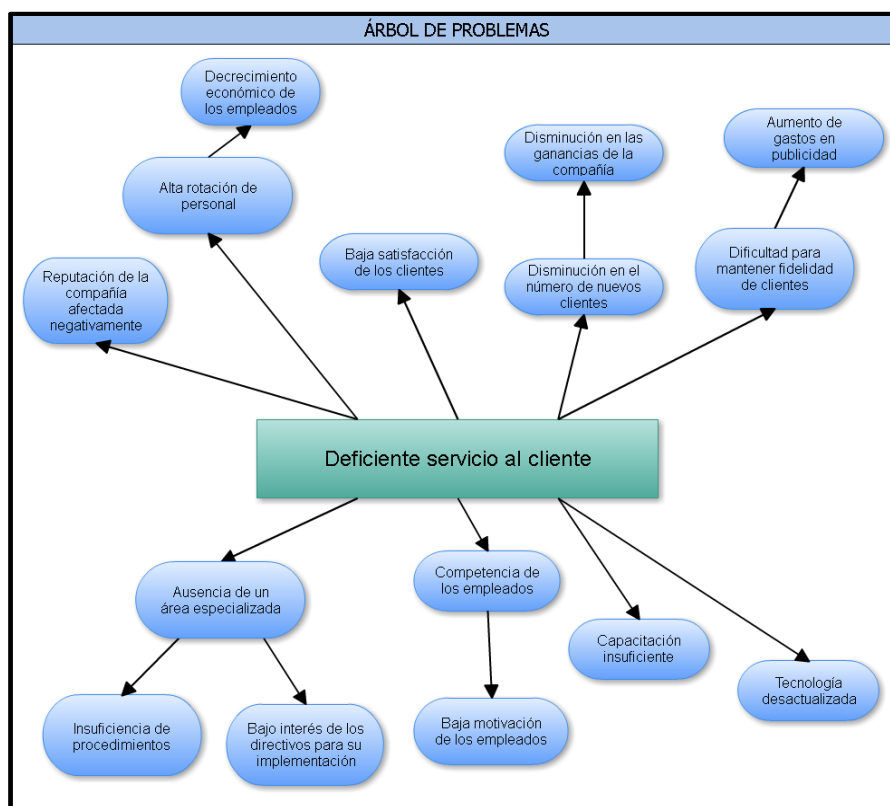 ÁRBOL DE PROBLEMAS
Decrecimiento
económico de
los empleados
Alta rotación de
personal
Reputación de la
compañía
afectada
negativamente
Baja satisfacción
de los clientes
Disminución en las
ganancias de la
compañía
Disminución en el
número de nuevos
clientes
Aumento de
gastos en
publicidad
Dificultad para
mantener fidelidad
de clientes
Deficiente servicio al cliente
Ausencia de un
área especializada
Insuficiencia de
procedimientos
Bajo interés de los
directivos para su
implementación
Competencia de
los empleados
Baja motivación
de los empleados
Capacitación
insuficiente
Tecnología
desactualizada